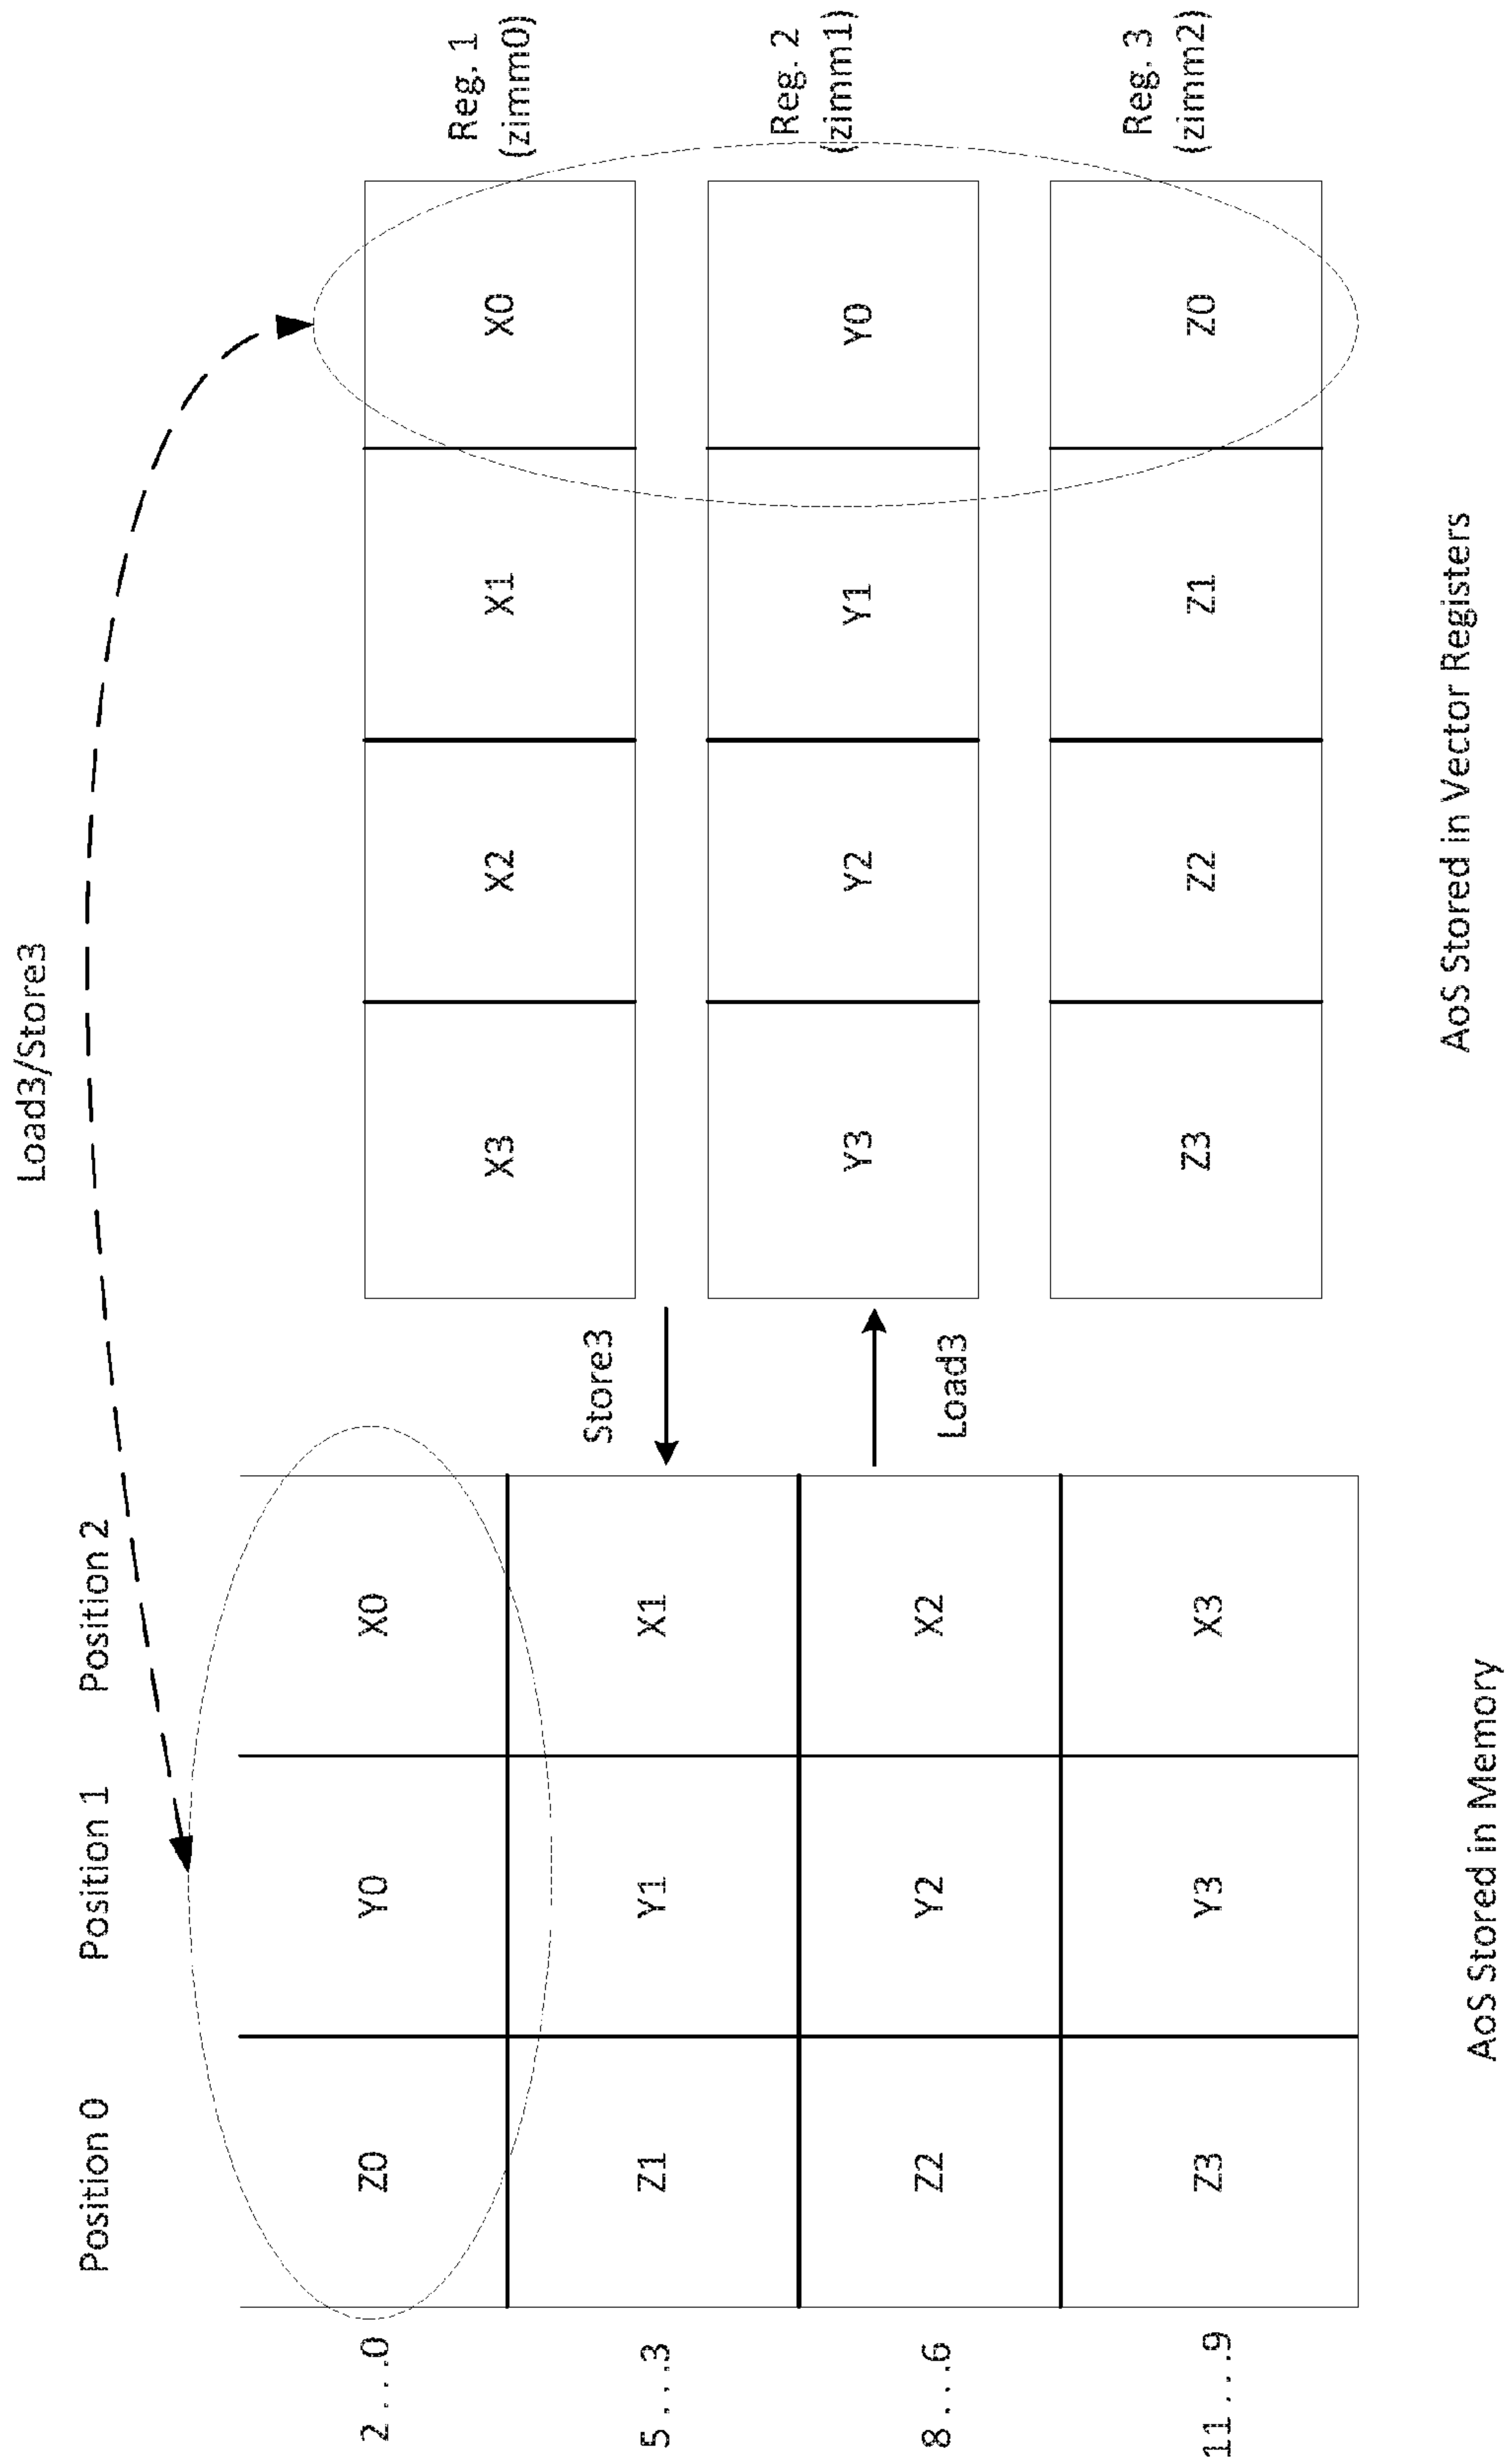 Load3/Store3
Position 0
Position 1
Position 2
2 . . .0
Z0
Y0
X0
5 . . .3
Z1
Y1
X1
8 . . .6
Z2
Y2
X2
11 . . .9
Z3
Y3
X3
AoS Stored in Memory
Store3
Load3
X3
X2
X1
X0
Reg. 1
(zimm0)
Y3
Y2
Y1
Y0
Reg. 2
(zimm1)
Z3
Z2
Z1
Z0
Reg. 3
(zimm2)
AoS Stored in Vector Registers